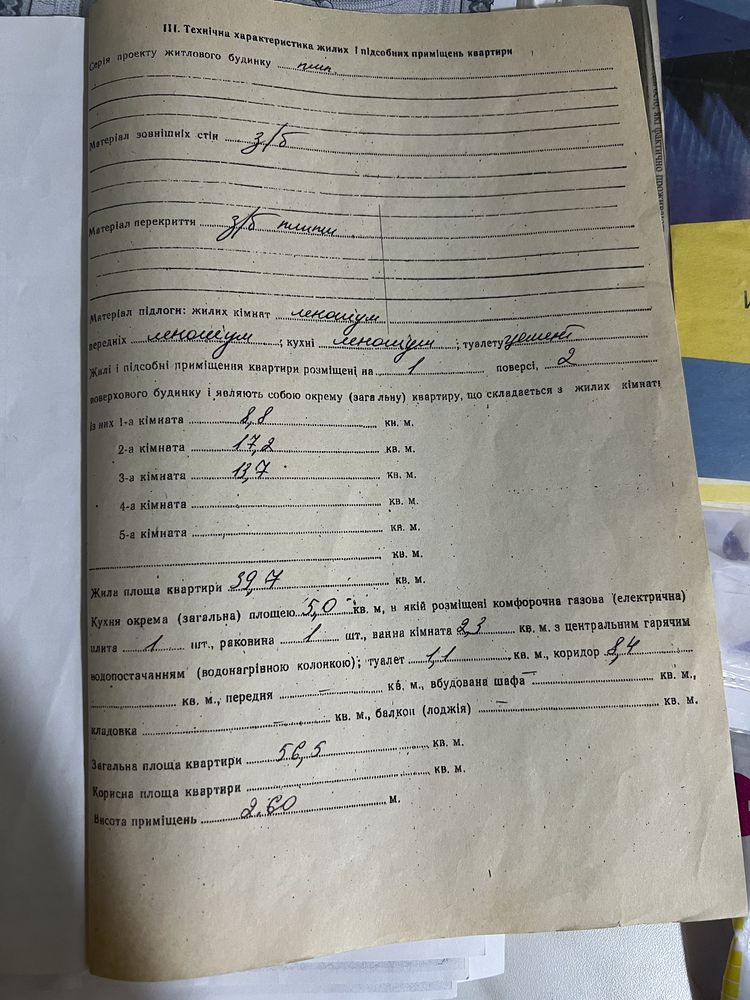 III. Технічна характеристика жилих і підсобних приміщень квартири
Серія проекту житлового будинку
Матеріал зовнішніх стін з/б
Матеріал перекриття з/б плити
Матеріал підлоги: жилих кімнат леноліум
передніх леноліум ; кухні леноліум ; туалету цемент
Жилі і підсобні приміщення квартири розміщені на 1 поверсі, 2
поверхового будинку і являють собою окрему (загальну) квартиру, що складається з жилих кімнат
із них 1-а кімната 8,8 кв. м.
2-а кімната 17,2 кв. м.
3-а кімната 13,7 кв. м.
4-а кімната кв. м.
5-а кімната кв. м.
кв. м.
Жила площа квартири 39,7 кв. м.
Кухня окрема (загальна) площею 5,0 кв. м, в якій розміщені комфорочна газова (електрична)
плита 1 шт., раковина 1 шт., ванна кімната 2,3 кв. м. з центральним гарячим
водопостачанням (водонагрівною колонкою); туалет 1,1 кв. м., коридор 8,4
кв. м., передня — кв. м., вбудована шафа — кв. м.,
кладовка — кв. м., балкон (лоджія) — кв. м.
Загальна площа квартири 56,5 кв. м.
Корисна площа квартири кв. м.
Висота приміщень 2.60 м.